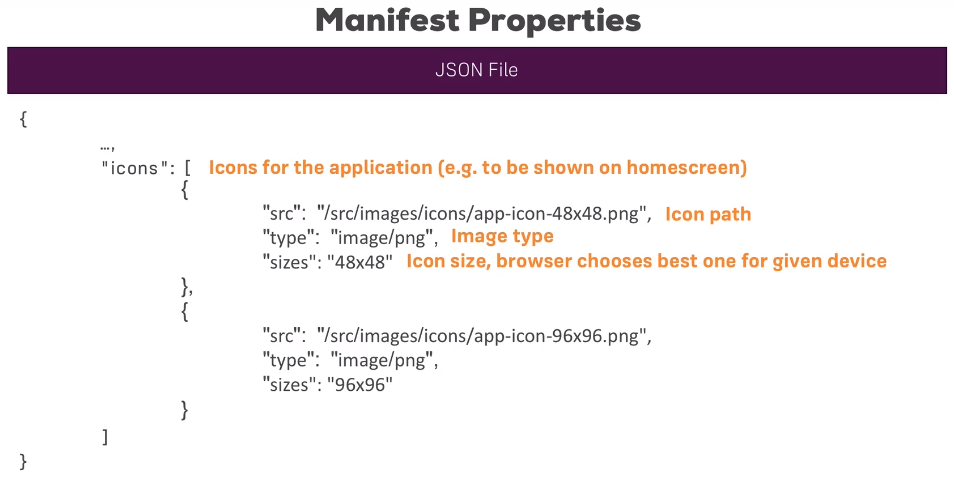 Manifest Properties
JSON File
{
…,
"icons": [ Icons for the application (e.g. to be shown on homescreen)
{
"src": "/src/images/icons/app-icon-48x48.png", Icon path
"type": "image/png", Image type
"sizes": "48x48" Icon size, browser chooses best one for given device
},
{
"src": "/src/images/icons/app-icon-96x96.png",
"type": "image/png",
"sizes": "96x96"
}
]
}